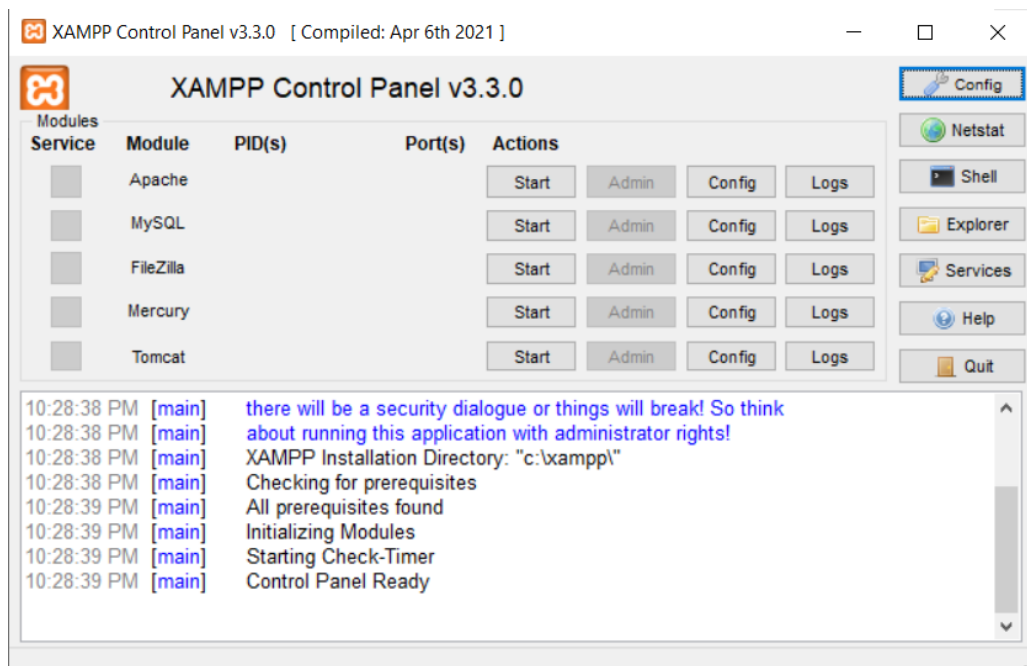 XAMPP Control Panel v3.3.0 [ Compiled: Apr 6th 2021 ]
XAMPP Control Panel v3.3.0
Config
Modules
Netstat
Service Module PID(s) Port(s) Actions
Apache Start Admin Config Logs
Shell
MySQL Start Admin Config Logs
Explorer
FileZilla Start Admin Config Logs
Services
Mercury Start Admin Config Logs
Help
Tomcat Start Admin Config Logs
Quit
10:28:38 PM [main] there will be a security dialogue or things will break! So think
10:28:38 PM [main] about running this application with administrator rights!
10:28:38 PM [main] XAMPP Installation Directory: "c:\xampp\"
10:28:38 PM [main] Checking for prerequisites
10:28:39 PM [main] All prerequisites found
10:28:39 PM [main] Initializing Modules
10:28:39 PM [main] Starting Check-Timer
10:28:39 PM [main] Control Panel Ready